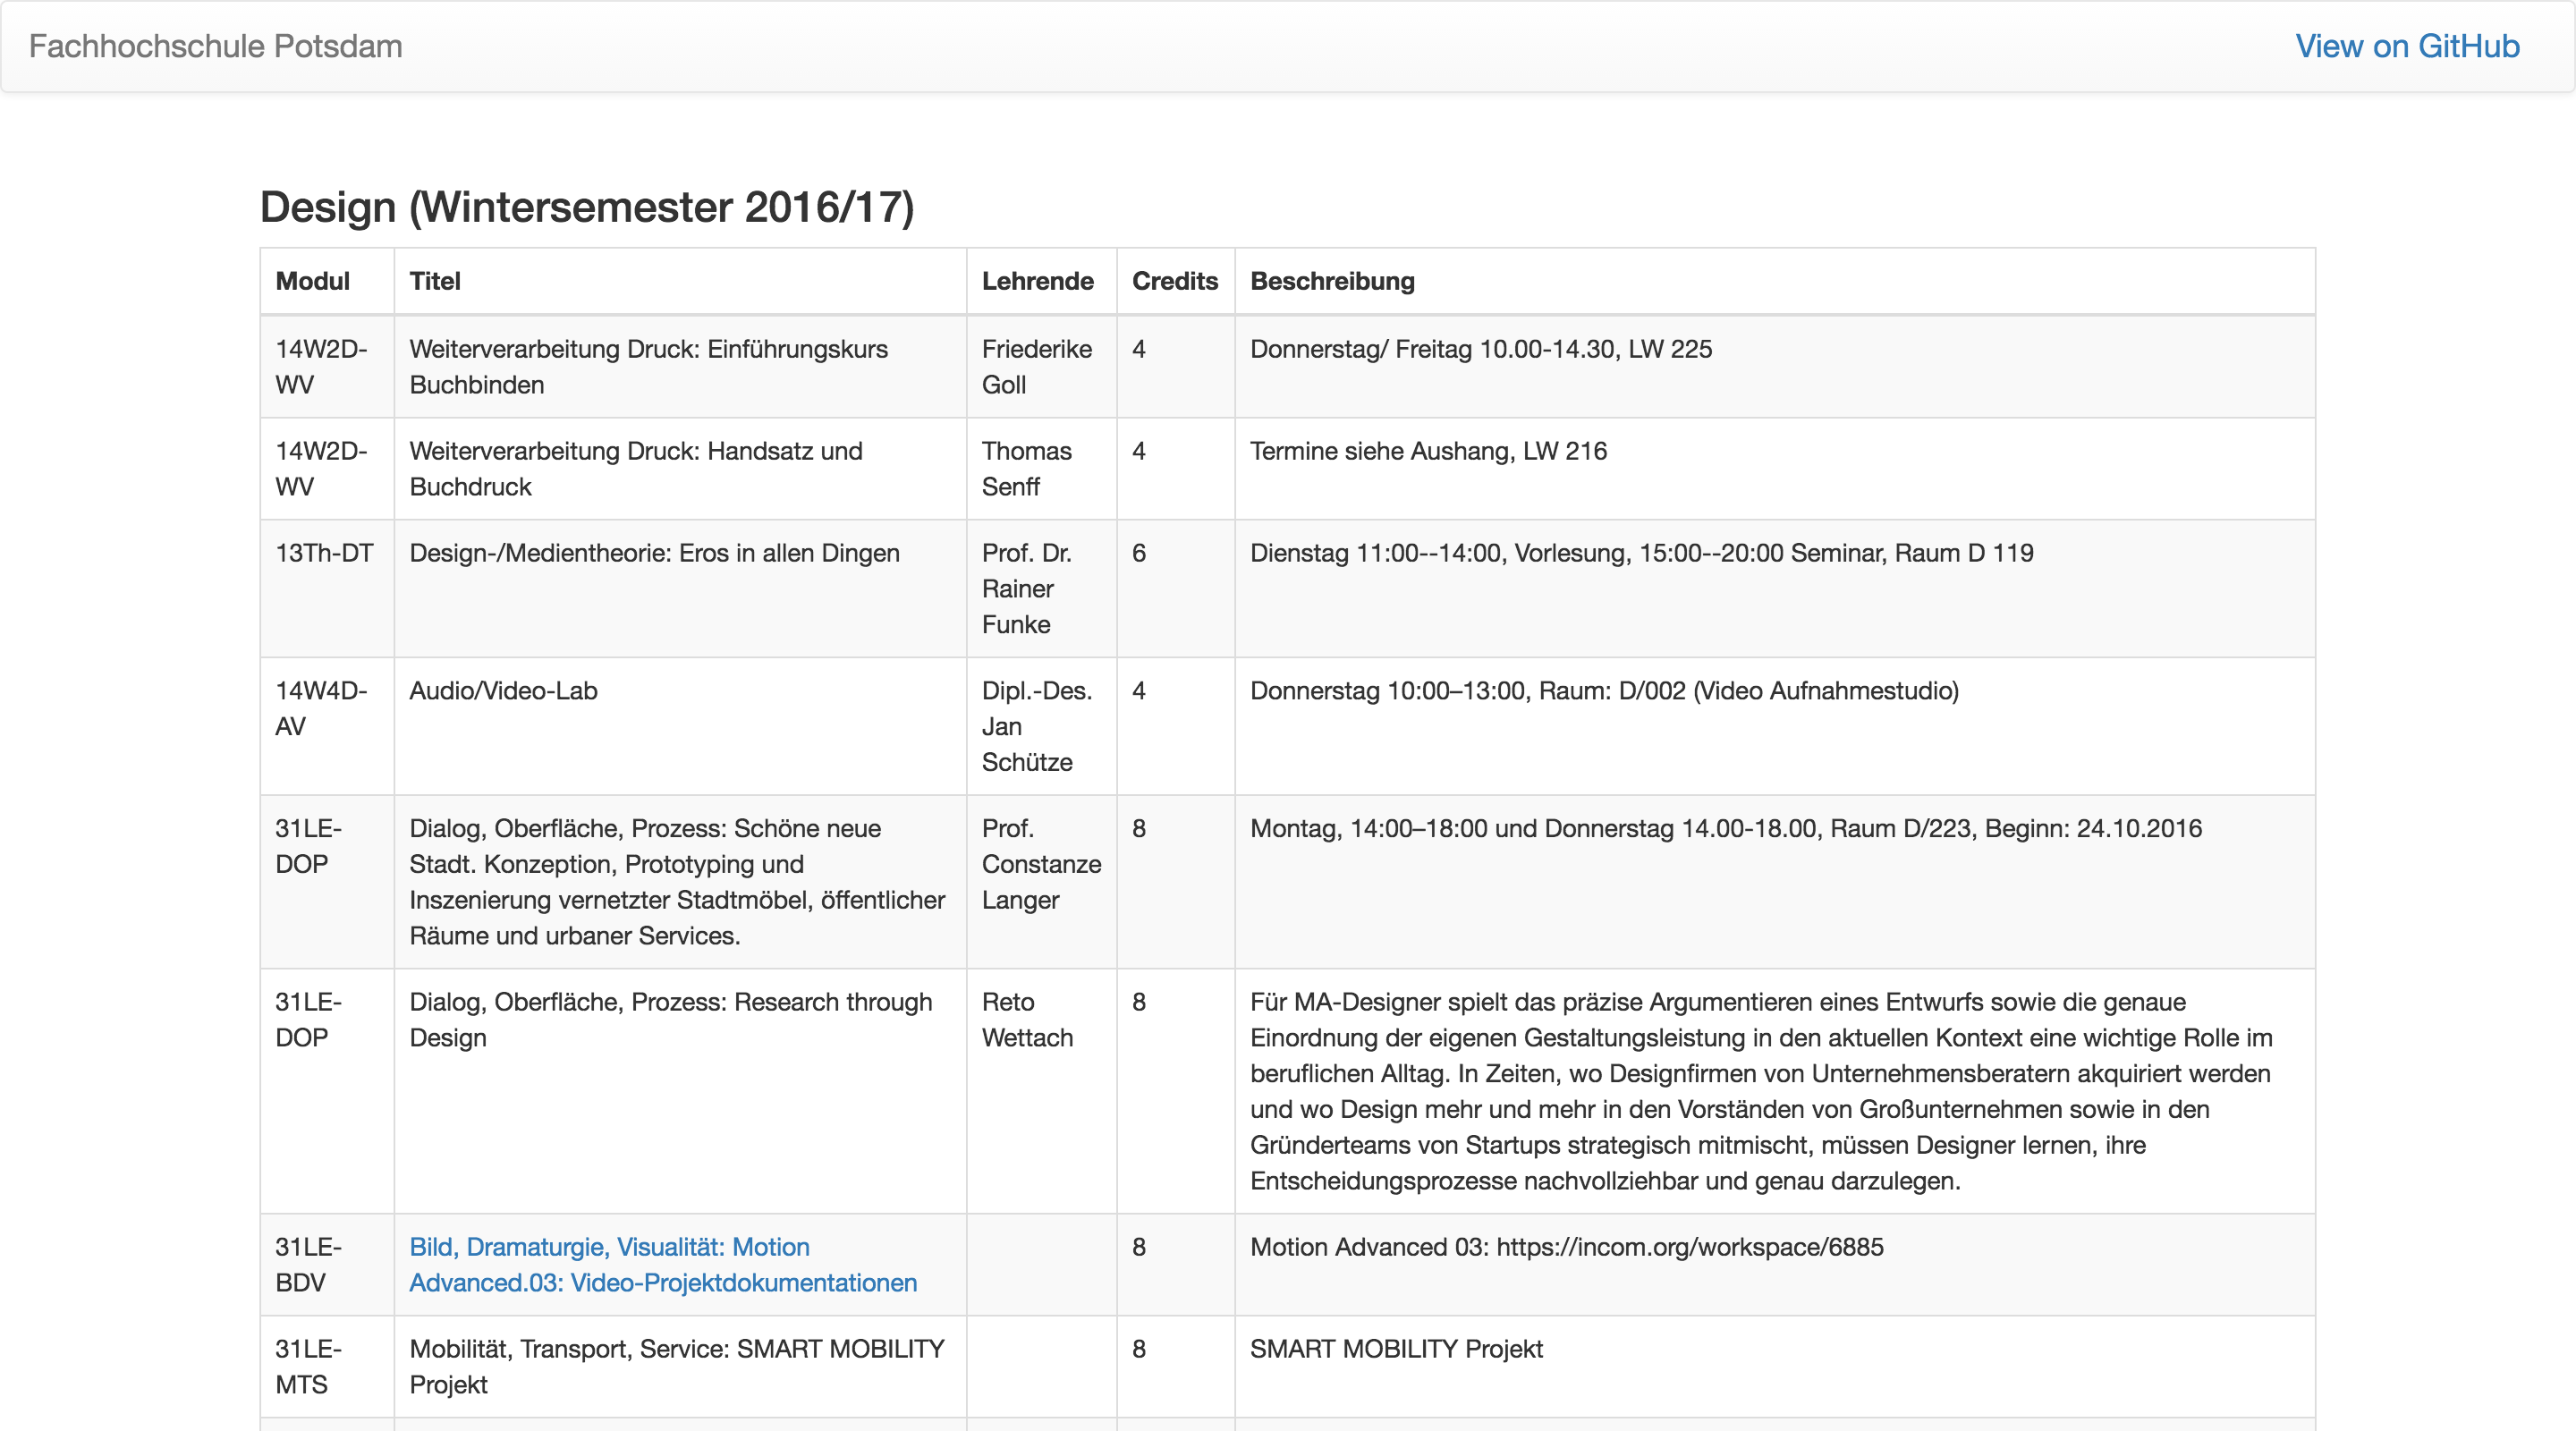 Fachhochschule Potsdam
View on GitHub
Design (Wintersemester 2016/17)
Modul Titel Lehrende Credits Beschreibung
14W2D- Weiterverarbeitung Druck: Einführungskurs Friederike 4 Donnerstag/ Freitag 10.00-14.30, LW 225
WV Buchbinden Goll
14W2D- Weiterverarbeitung Druck: Handsatz und Thomas 4 Termine siehe Aushang, LW 216
WV Buchdruck Senff
13Th-DT Design-/Medientheorie: Eros in allen Dingen Prof. Dr. 6 Dienstag 11:00--14:00, Vorlesung, 15:00--20:00 Seminar, Raum D 119
Rainer
Funke
14W4D- Audio/Video-Lab Dipl.-Des. 4 Donnerstag 10:00–13:00, Raum: D/002 (Video Aufnahmestudio)
AV Jan
Schütze
31LE- Dialog, Oberfläche, Prozess: Schöne neue Prof. 8 Montag, 14:00–18:00 und Donnerstag 14.00-18.00, Raum D/223, Beginn: 24.10.2016
DOP Stadt. Konzeption, Prototyping und Constanze
Inszenierung vernetzter Stadtmöbel, öffentlicher Langer
Räume und urbaner Services.
31LE- Dialog, Oberfläche, Prozess: Research through Reto 8 Für MA-Designer spielt das präzise Argumentieren eines Entwurfs sowie die genaue
DOP Design Wettach Einordnung der eigenen Gestaltungsleistung in den aktuellen Kontext eine wichtige Rolle im
beruflichen Alltag. In Zeiten, wo Designfirmen von Unternehmensberatern akquiriert werden
und wo Design mehr und mehr in den Vorständen von Großunternehmen sowie in den
Gründerteams von Startups strategisch mitmischt, müssen Designer lernen, ihre
Entscheidungsprozesse nachvollziehbar und genau darzulegen.
31LE- Bild, Dramaturgie, Visualität: Motion 8 Motion Advanced 03: https://incom.org/workspace/6885
BDV Advanced.03: Video-Projektdokumentationen
31LE- Mobilität, Transport, Service: SMART MOBILITY 8 SMART MOBILITY Projekt
MTS Projekt